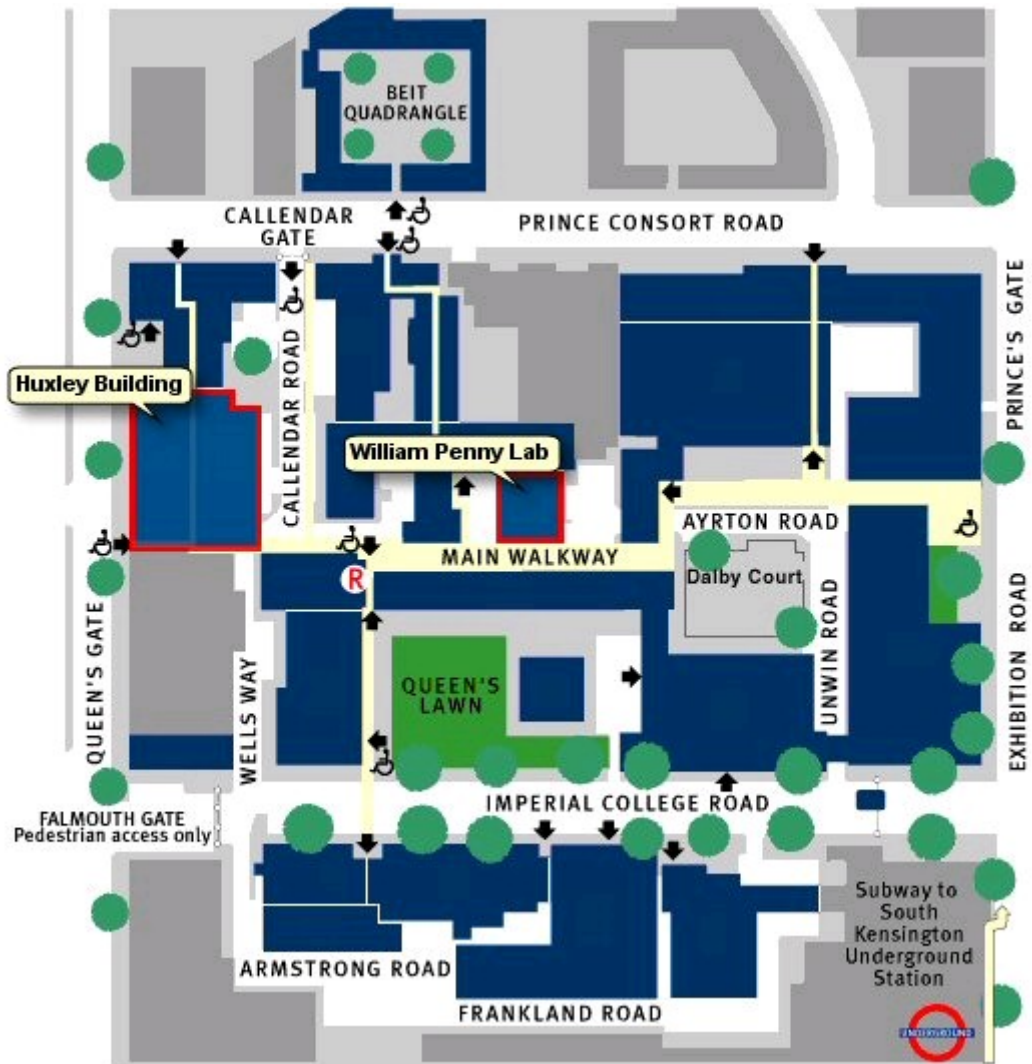 BEIT
QUADRANGLE
CALLENDAR
GATE
PRINCE CONSORT ROAD
PRINCE'S GATE
Huxley Building
CALLENDAR ROAD
William Penny Lab
AYRTON ROAD
MAIN WALKWAY
R
Dalby Court
QUEEN'S GATE
WELLS WAY
QUEEN'S
LAWN
UNWIN ROAD
EXHIBITION ROAD
IMPERIAL COLLEGE ROAD
FALMOUTH GATE
Pedestrian access only
Subway to
South
Kensington
Underground
Station
ARMSTRONG ROAD
FRANKLAND ROAD
UNDERGROUND